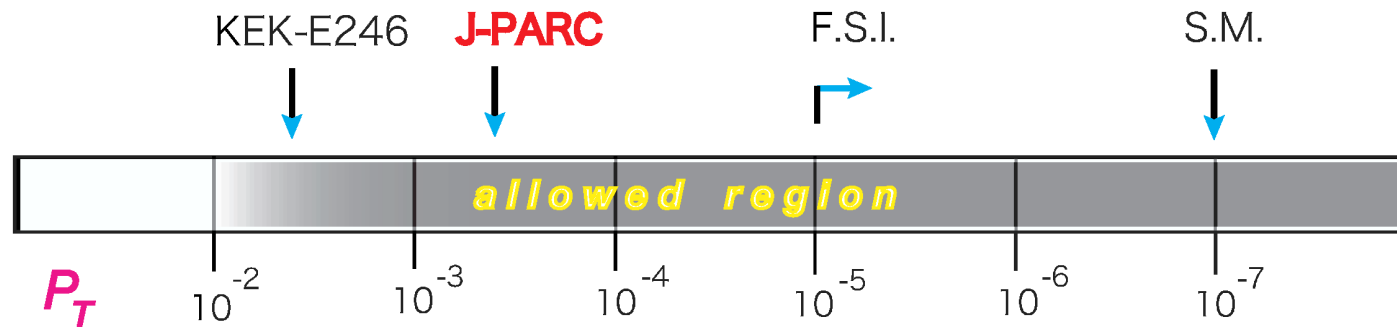 KEK-E246 J-PARC F.S.I. S.M.
allowed region
P_T 10^-2 10^-3 10^-4 10^-5 10^-6 10^-7